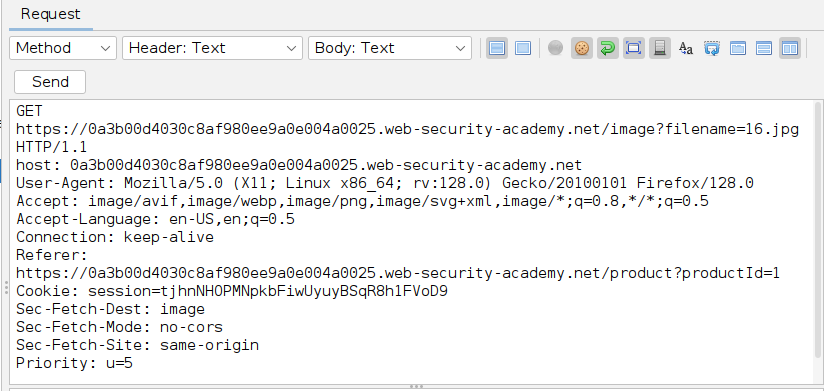 Request
Method Header: Text Body: Text
Send
GET
https://0a3b00d4030c8af980ee9a0e004a0025.web-security-academy.net/image?filename=16.jpg
HTTP/1.1
host: 0a3b00d4030c8af980ee9a0e004a0025.web-security-academy.net
User-Agent: Mozilla/5.0 (X11; Linux x86_64; rv:128.0) Gecko/20100101 Firefox/128.0
Accept: image/avif,image/webp,image/png,image/svg+xml,image/*;q=0.8,*/*;q=0.5
Accept-Language: en-US,en;q=0.5
Connection: keep-alive
Referer:
https://0a3b00d4030c8af980ee9a0e004a0025.web-security-academy.net/product?productId=1
Cookie: session=tjhnNHOPMNpkbFiwUyuyBSqR8h1FVoD9
Sec-Fetch-Dest: image
Sec-Fetch-Mode: no-cors
Sec-Fetch-Site: same-origin
Priority: u=5